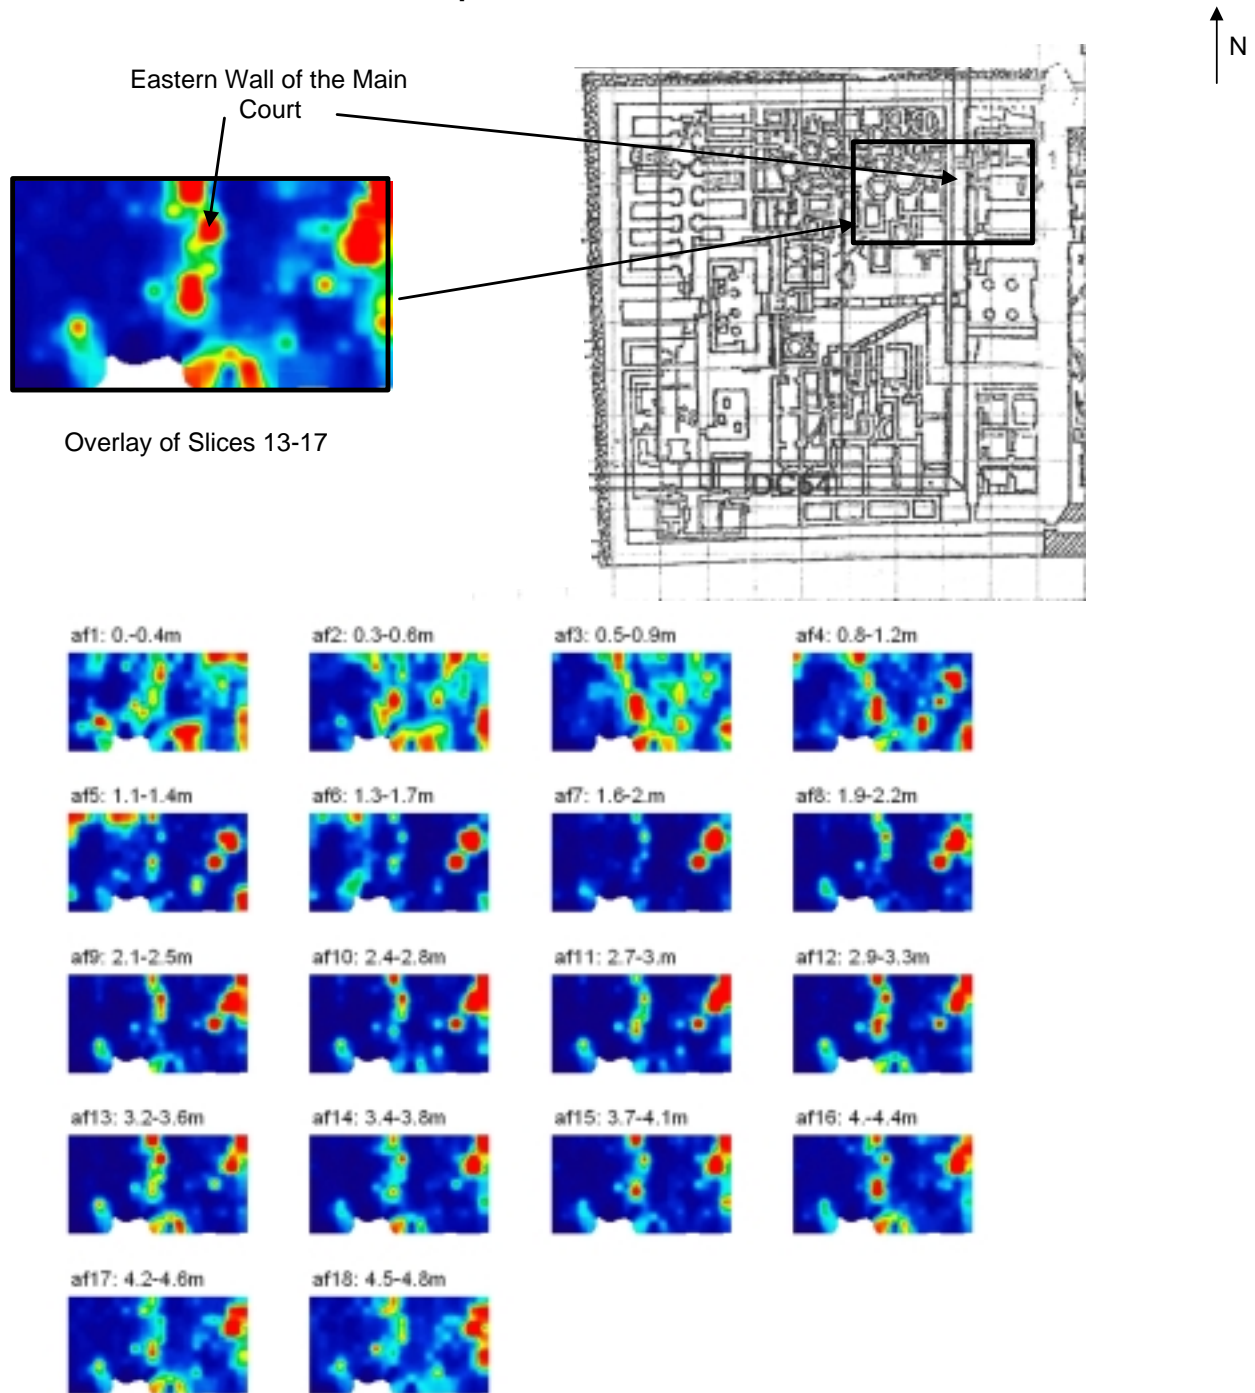 N
Eastern Wall of the Main
Court
Overlay of Slices 13-17
DC64
af1: 0.-0.4m
af2: 0.3-0.6m
af3: 0.5-0.9m
af4: 0.8-1.2m
af5: 1.1-1.4m
af6: 1.3-1.7m
af7: 1.6-2.m
af8: 1.9-2.2m
af9: 2.1-2.5m
af10: 2.4-2.8m
af11: 2.7-3.m
af12: 2.9-3.3m
af13: 3.2-3.6m
af14: 3.4-3.8m
af15: 3.7-4.1m
af16: 4.-4.4m
af17: 4.2-4.6m
af18: 4.5-4.8m